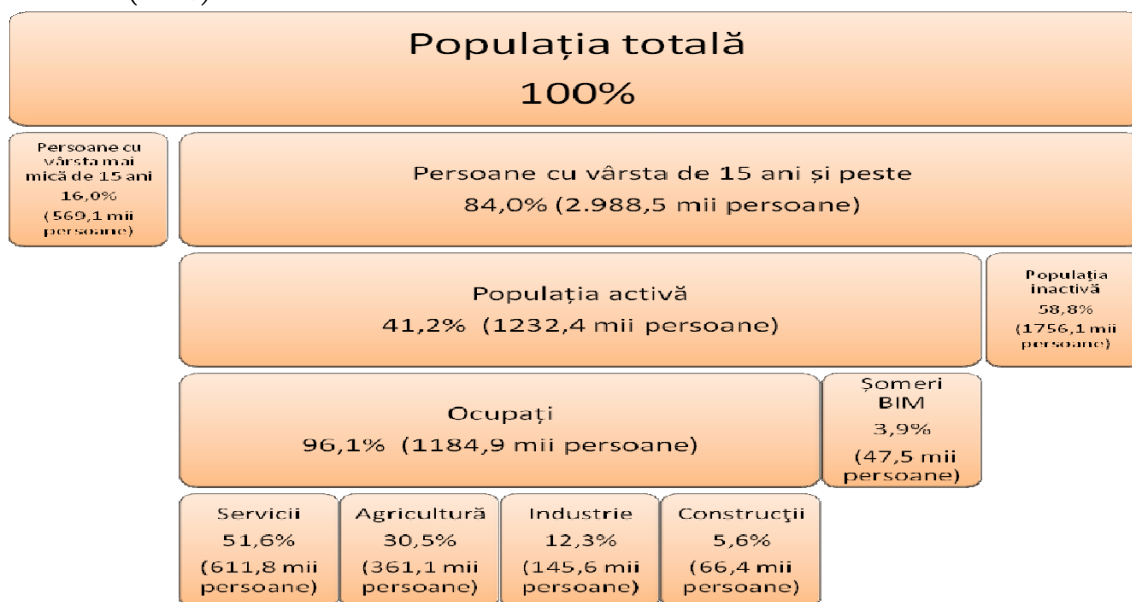 Populația totală
100%
Persoane cu
vârsta mai
mică de 15 ani
16,0%
(569,1 mii
persoane)
Persoane cu vârsta de 15 ani și peste
84,0% (2.988,5 mii persoane)
Populația activă
41,2% (1232,4 mii persoane)
Populația
inactivă
58,8%
(1756,1 mii
persoane)
Ocupați
96,1% (1184,9 mii persoane)
Șomeri
BIM
3,9%
(47,5 mii
persoane)
Servicii
51,6%
(611,8 mii
persoane)
Agricultură
30,5%
(361,1 mii
persoane)
Industrie
12,3%
(145,6 mii
persoane)
Construcţii
5,6%
(66,4 mii
persoane)